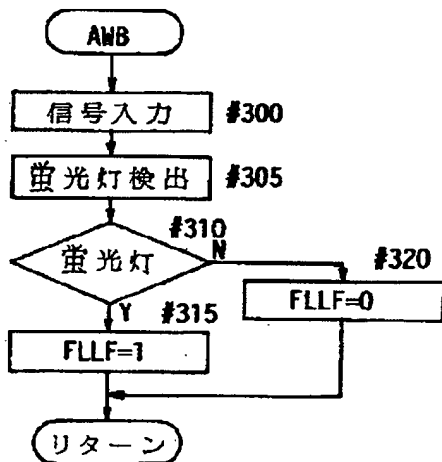 AWB
信号入力 #300
蛍光灯検出 #305
#310
蛍光灯 N #320
FLLF=0
Y #315
FLLF=1
リターン